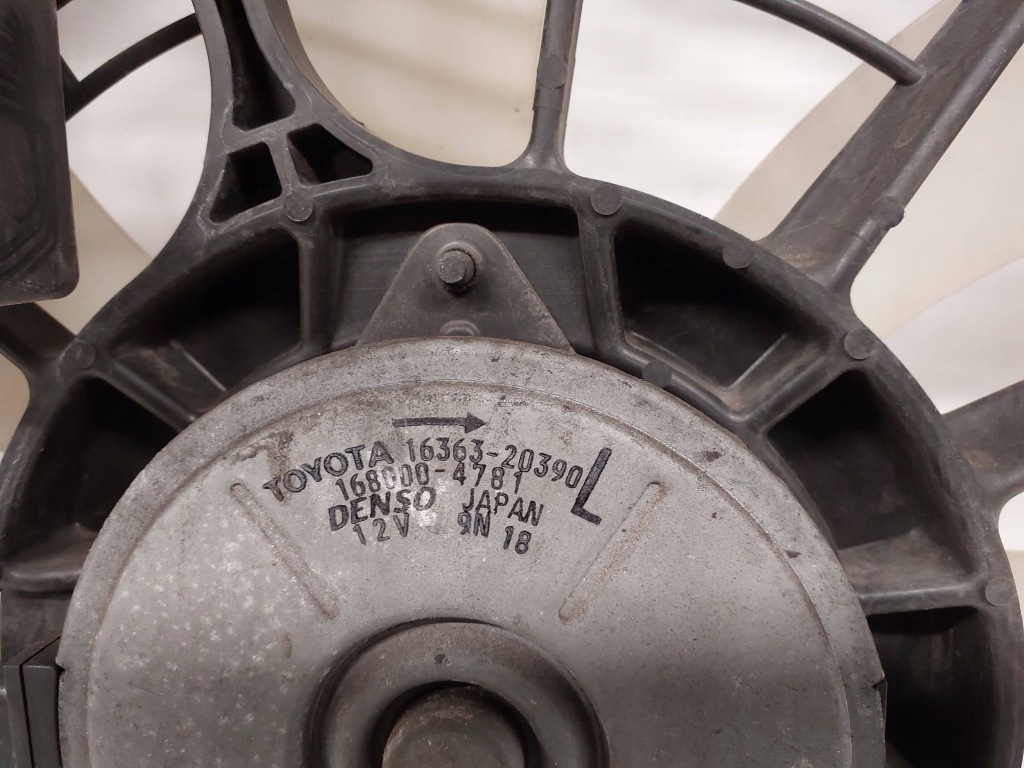 TOYOTA 16363-20390 L
168000-4781
DENSO JAPAN
12V 9N 18